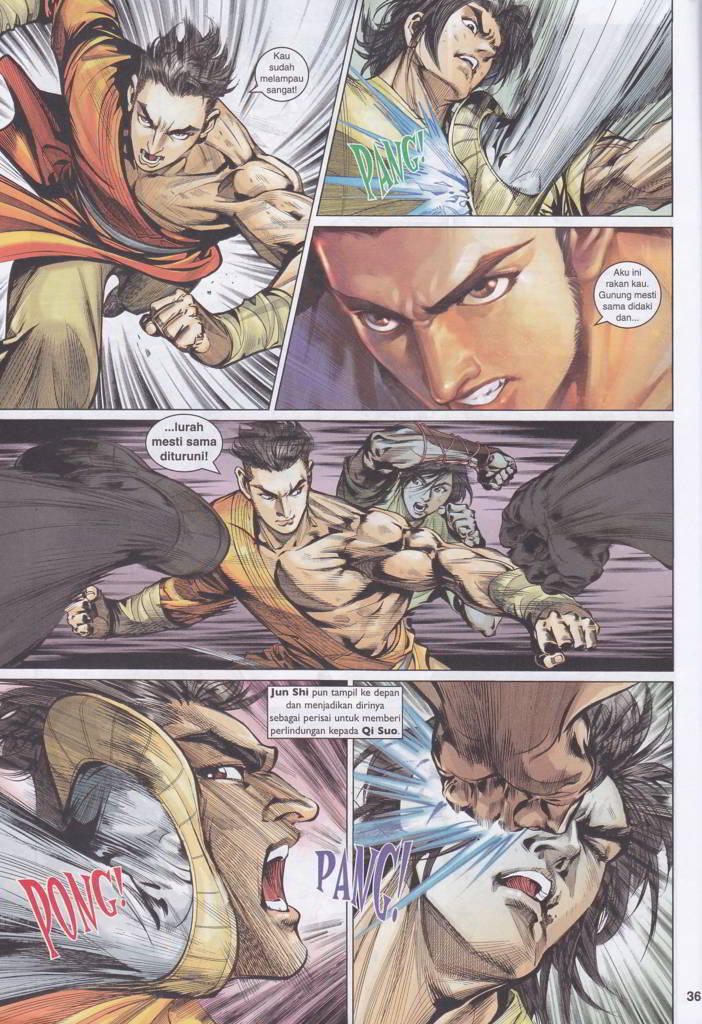 Kau
sudah
melampau
sangat!
PANG!
Aku ini
rakan kau.
Gunung mesti
sama didaki
dan...
...lurah
mesti sama
dituruni!
Jun Shi pun tampil ke depan
dan menjadikan dirinya
sebagai perisai untuk memberi
perlindungan kepada Qi Suo.
PONG!
PANG!
36